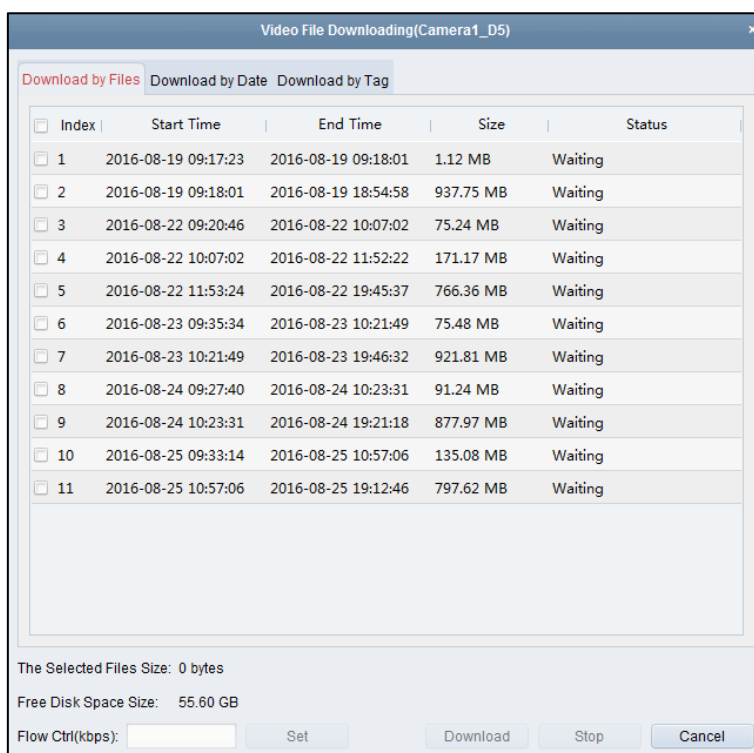 Video File Downloading(Camera1_D5) ×
Download by Files Download by Date Download by Tag
Index Start Time End Time Size Status
1 2016-08-19 09:17:23 2016-08-19 09:18:01 1.12 MB Waiting
2 2016-08-19 09:18:01 2016-08-19 18:54:58 937.75 MB Waiting
3 2016-08-22 09:20:46 2016-08-22 10:07:02 75.24 MB Waiting
4 2016-08-22 10:07:02 2016-08-22 11:52:22 171.17 MB Waiting
5 2016-08-22 11:53:24 2016-08-22 19:45:37 766.36 MB Waiting
6 2016-08-23 09:35:34 2016-08-23 10:21:49 75.48 MB Waiting
7 2016-08-23 10:21:49 2016-08-23 19:46:32 921.81 MB Waiting
8 2016-08-24 09:27:40 2016-08-24 10:23:31 91.24 MB Waiting
9 2016-08-24 10:23:31 2016-08-24 19:21:18 877.97 MB Waiting
10 2016-08-25 09:33:14 2016-08-25 10:57:06 135.08 MB Waiting
11 2016-08-25 10:57:06 2016-08-25 19:12:46 797.62 MB Waiting
The Selected Files Size: 0 bytes
Free Disk Space Size: 55.60 GB
Flow Ctrl(kbps): Set Download Stop Cancel